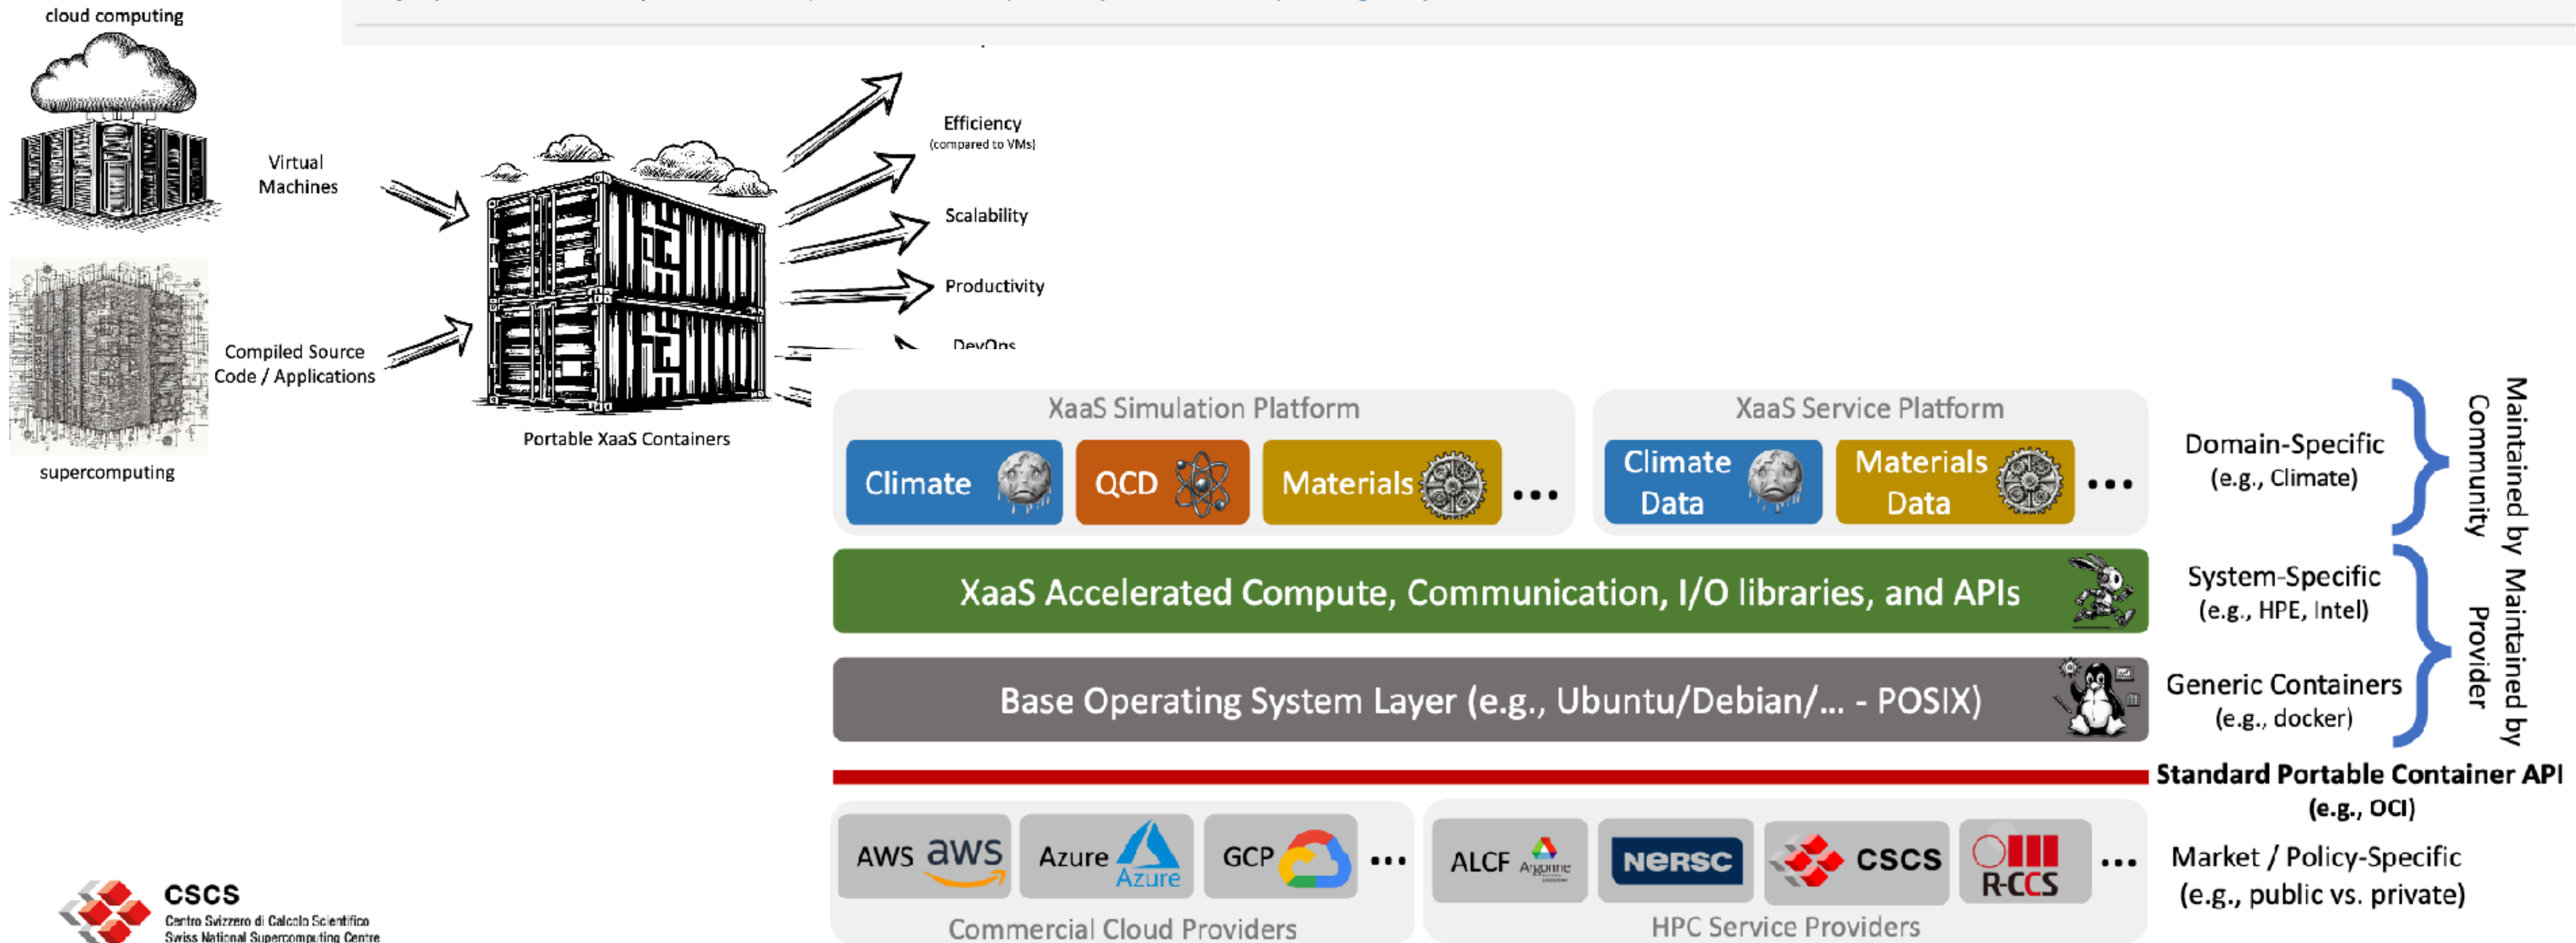 cloud computing
Virtual
Machines
Compiled Source
Code / Applications
supercomputing
Portable XaaS Containers
Efficiency
(compared to VMs)
Scalability
Productivity
DevOps
XaaS Simulation Platform
Climate
QCD
Materials
...
XaaS Service Platform
Climate
Data
Materials
Data
...
Domain-Specific
(e.g., Climate)
Maintained by
Community
XaaS Accelerated Compute, Communication, I/O libraries, and APIs
System-Specific
(e.g., HPE, Intel)
Base Operating System Layer (e.g., Ubuntu/Debian/... - POSIX)
Generic Containers
(e.g., docker)
Maintained by
Provider
Standard Portable Container API
(e.g., OCI)
AWS aws
Azure Azure
GCP
...
Commercial Cloud Providers
ALCF Argonne
NERSC
CSCS
R-CCS
...
HPC Service Providers
Market / Policy-Specific
(e.g., public vs. private)
CSCS
Centro Svizzero di Calcolo Scientifico
Swiss National Supercomputing Centre